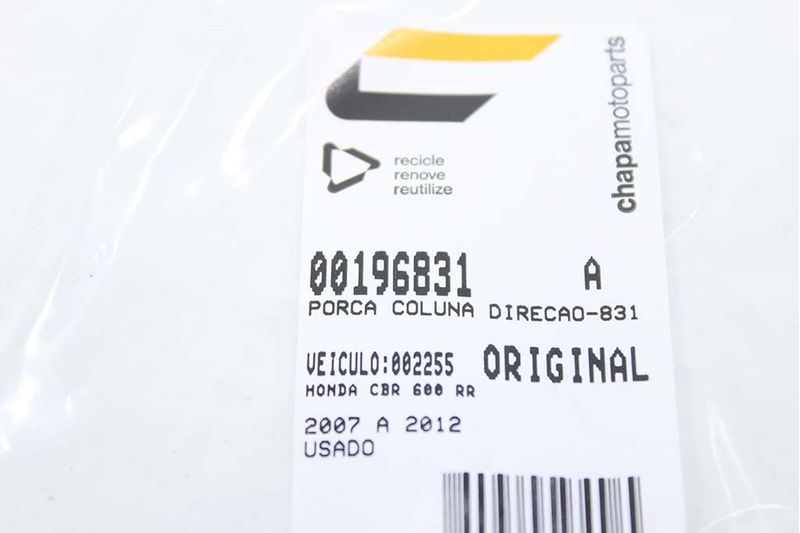 chapamotoparts
recicle
renove
reutilize
00196831 A
PORCA COLUNA DIRECAO-831
VEICULO:002255 ORIGINAL
HONDA CBR 600 RR
2007 A 2012
USADO